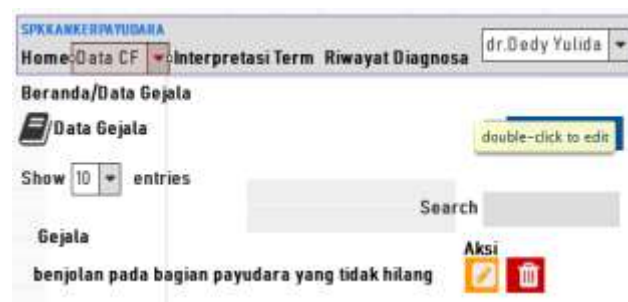 SPKKANKERPAYUDARA
Home Data CF Interpretasi Term Riwayat Diagnosa dr.Dedy Yulida
Beranda/Data Gejala
/Data Gejala
double-click to edit
Show 10 entries
Search
Gejala
Aksi
benjolan pada bagian payudara yang tidak hilang